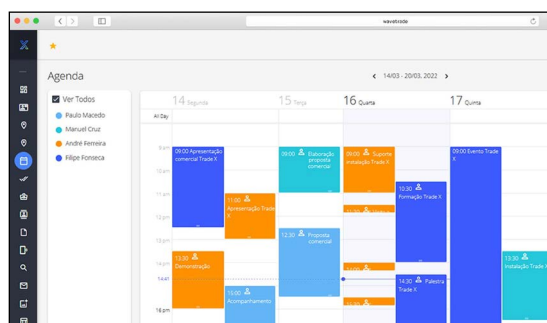 wavetrade
Agenda
14/03 - 20/03, 2022
Ver Todos
Paulo Macedo
Manuel Cruz
André Ferreira
Filipe Fonseca
14 Segunda
15 Terça
16 Quarta
17 Quinta
All Day
9 am
10 am
11 am
12 pm
13 pm
14:41
16 pm
09:00 Apresentação
comercial Trade X
11:00
Apresentação Trade
X
13:30
Demonstração
15:00
Acompanhamento
09:00 Elaboração
proposta
comercial
12:30 Proposta
comercial
09:00 Suporte
instalação Trade X
10:30
Formação Trade X
14:30 Palestra
Trade X
09:00 Evento Trade
X
13:30
Instalação Trade X